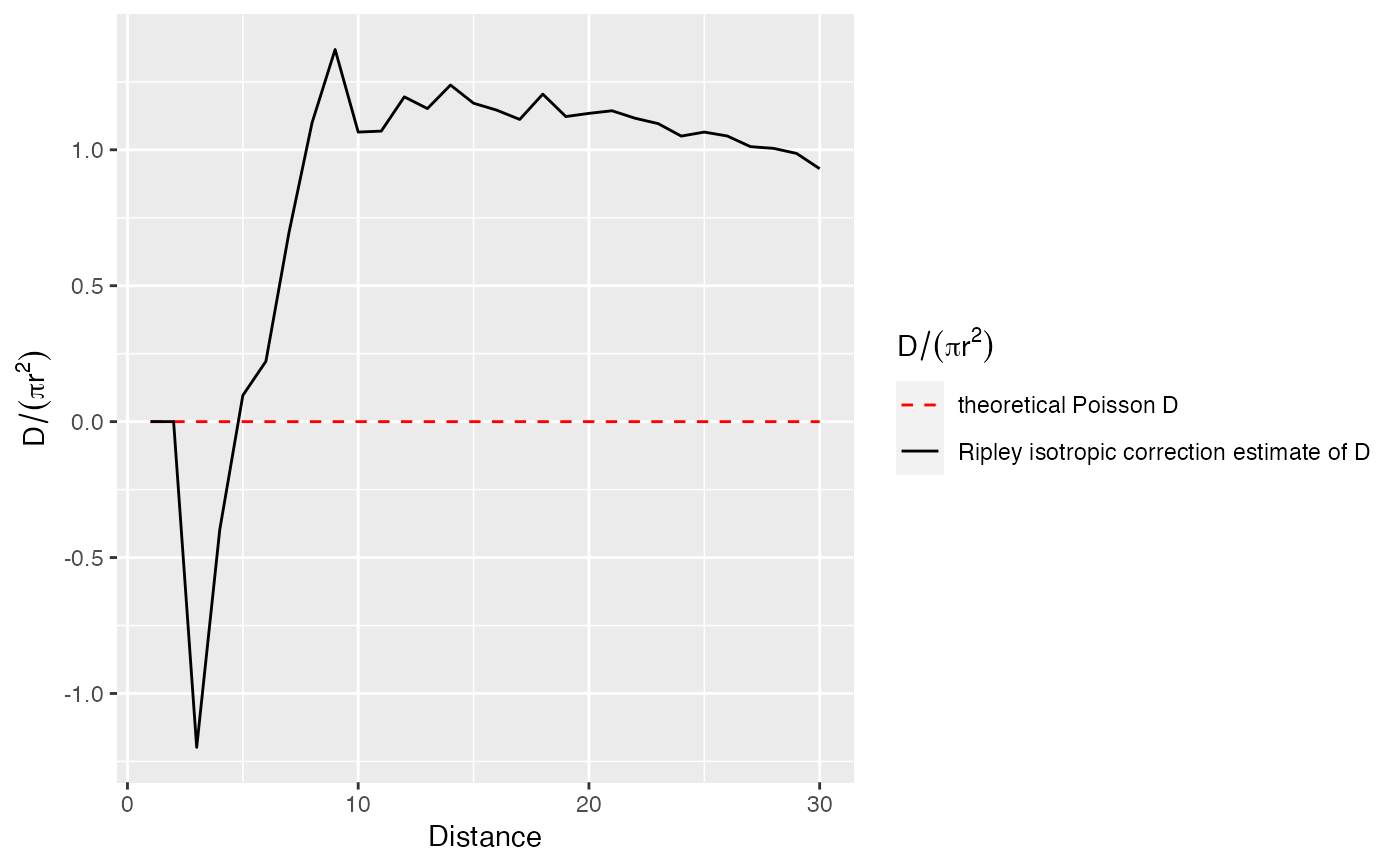 1.0
0.5
0.0
-0.5
-1.0
D/(πr²)
0
10
20
30
Distance
D/(πr²)
theoretical Poisson D
Ripley isotropic correction estimate of D